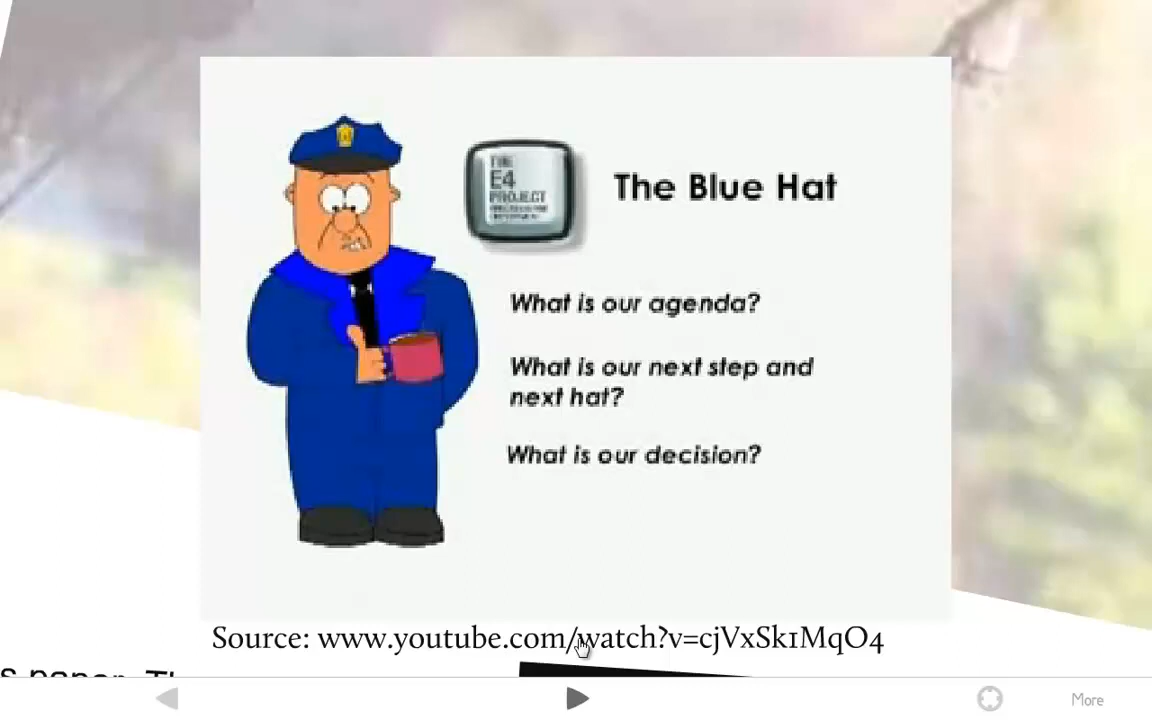 THE
E4
PROJECT
The Blue Hat
What is our agenda?
What is our next step and
next hat?
What is our decision?
Source: www.youtube.com/watch?v=cjVxSk1MqO4
s paper.
More